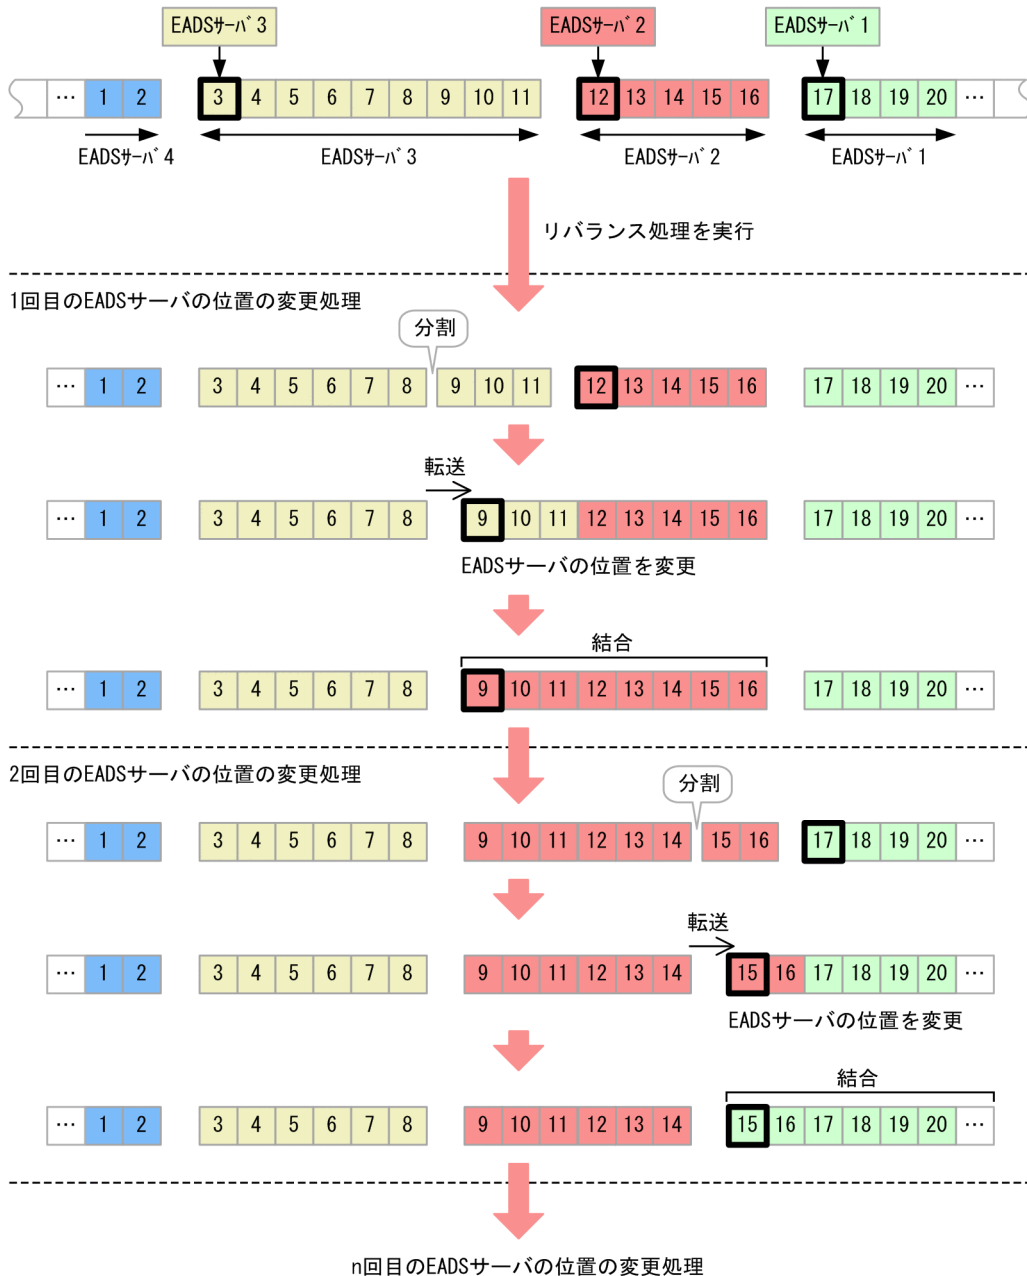 EADSサーバ3 EADSサーバ2 EADSサーバ1
… 1 2 3 4 5 6 7 8 9 10 11 12 13 14 15 16 17 18 19 20 …
EADSサーバ4 EADSサーバ3 EADSサーバ2 EADSサーバ1
リバランス処理を実行
1回目のEADSサーバの位置の変更処理
分割
… 1 2 3 4 5 6 7 8 9 10 11 12 13 14 15 16 17 18 19 20 …
転送
… 1 2 3 4 5 6 7 8 9 10 11 12 13 14 15 16 17 18 19 20 …
EADSサーバの位置を変更
結合
… 1 2 3 4 5 6 7 8 9 10 11 12 13 14 15 16 17 18 19 20 …
2回目のEADSサーバの位置の変更処理
分割
… 1 2 3 4 5 6 7 8 9 10 11 12 13 14 15 16 17 18 19 20 …
転送
… 1 2 3 4 5 6 7 8 9 10 11 12 13 14 15 16 17 18 19 20 …
EADSサーバの位置を変更
結合
… 1 2 3 4 5 6 7 8 9 10 11 12 13 14 15 16 17 18 19 20 …
n回目のEADSサーバの位置の変更処理